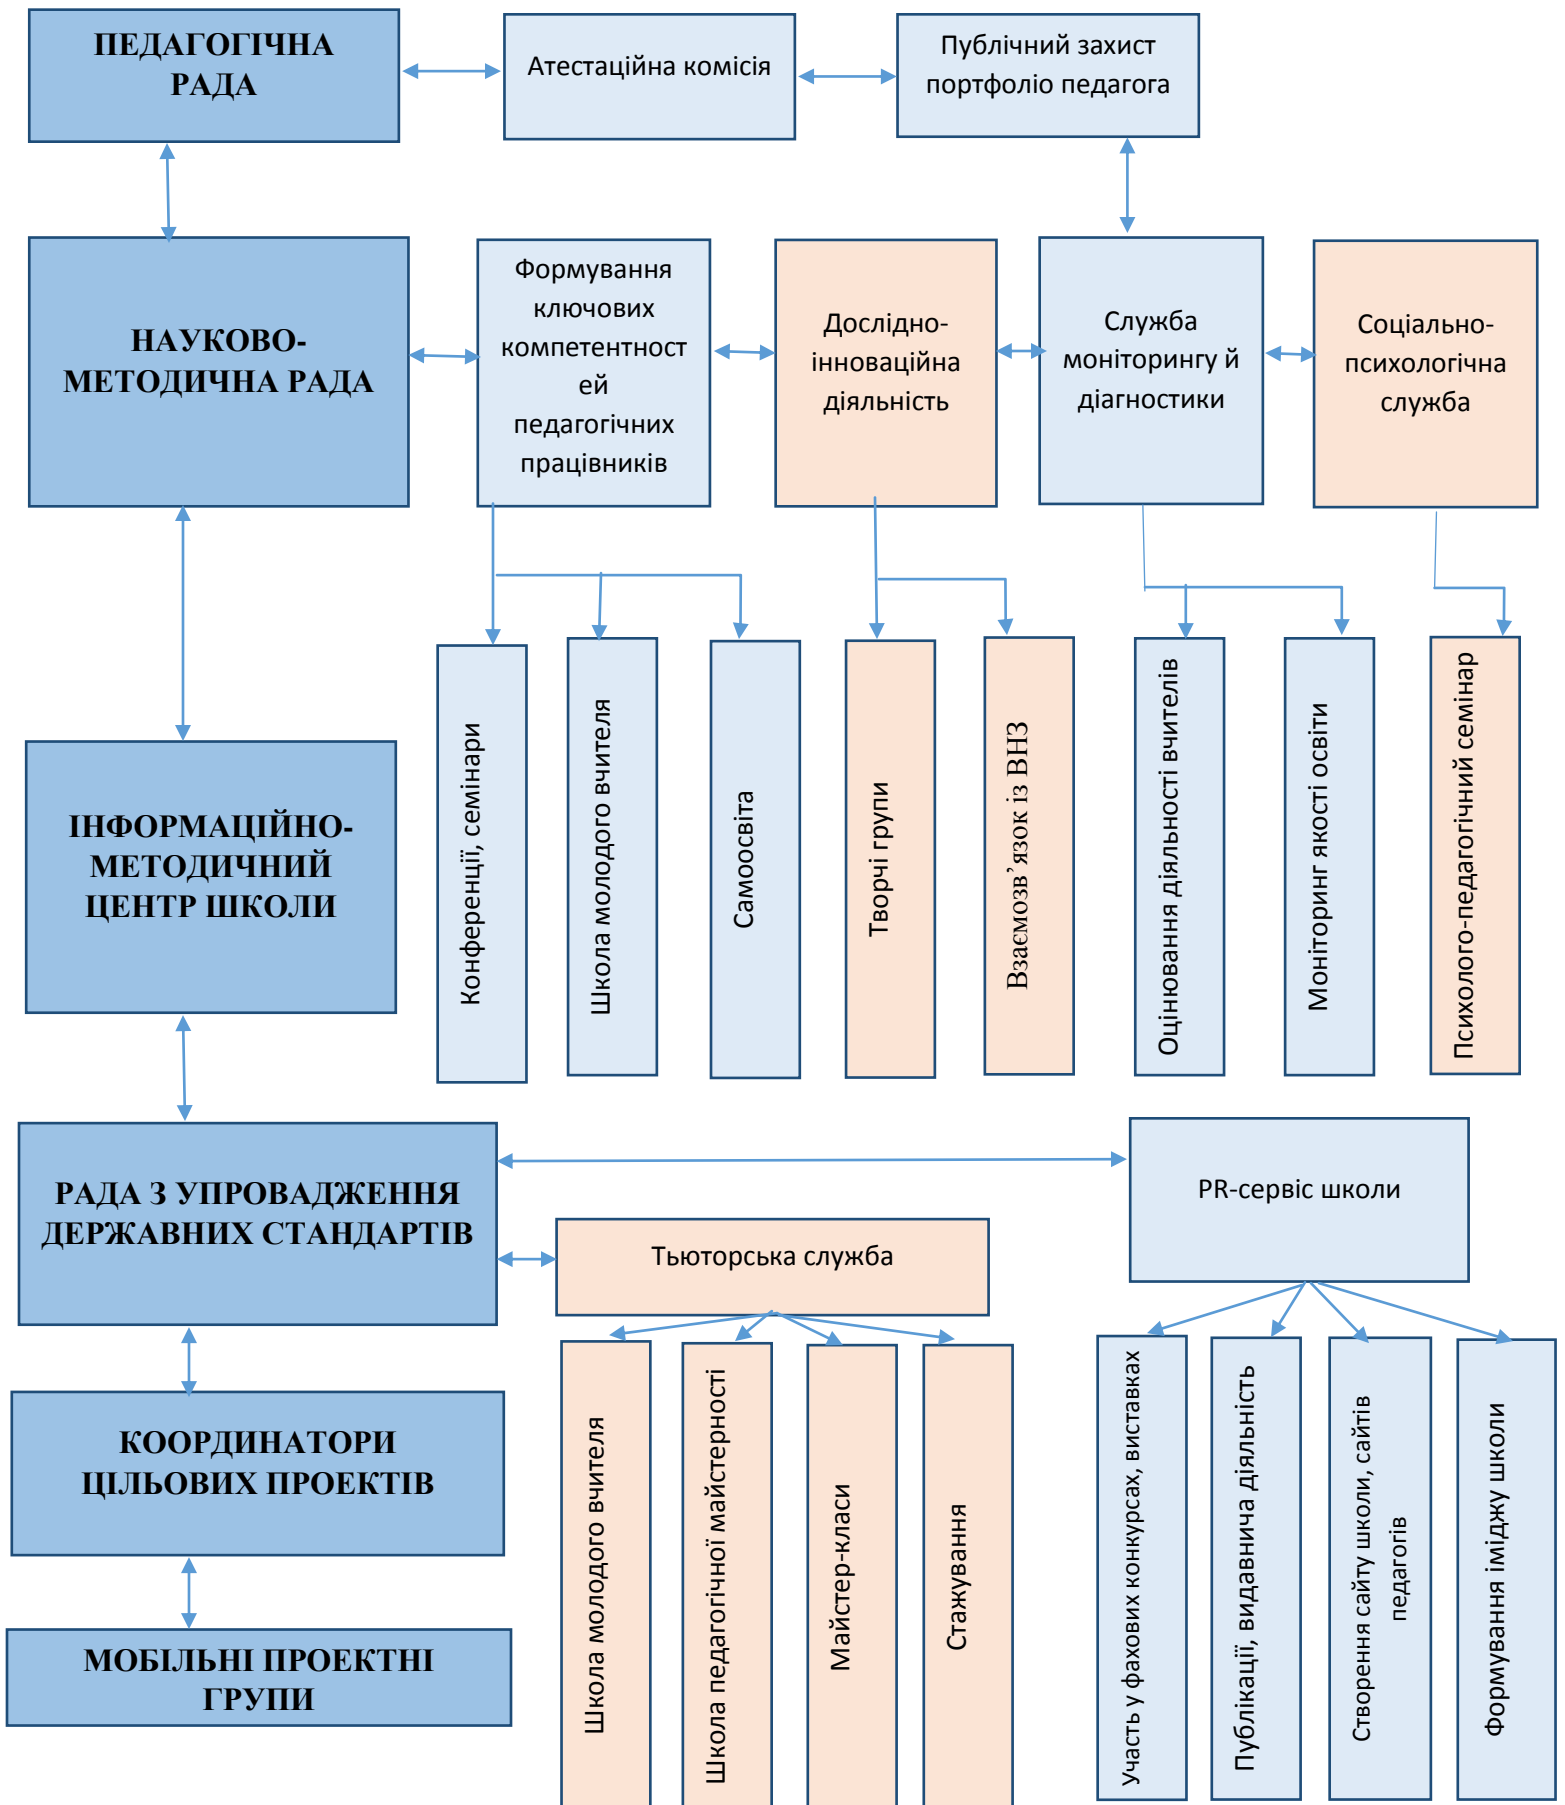 ПЕДАГОГІЧНА
РАДА
Атестаційна комісія
Публічний захист
портфоліо педагога
НАУКОВО-
МЕТОДИЧНА РАДА
Формування
ключових
компетентност
ей
педагогічних
працівників
Дослідно-
інноваційна
діяльність
Служба
моніторингу й
діагностики
Соціально-
психологічна
служба
Конференції, семінари
Школа молодого вчителя
Самоосвіта
Творчі групи
Взаємозв’язок із ВНЗ
Оцінювання діяльності вчителів
Моніторинг якості освіти
Психолого-педагогічний семінар
ІНФОРМАЦІЙНО-
МЕТОДИЧНИЙ
ЦЕНТР ШКОЛИ
РАДА З УПРОВАДЖЕННЯ
ДЕРЖАВНИХ СТАНДАРТІВ
PR-сервіс школи
Тьюторська служба
Школа молодого вчителя
Школа педагогічної майстерності
Майстер-класи
Стажування
Участь у фахових конкурсах, виставках
Публікації, видавнича діяльність
Створення сайту школи, сайтів
педагогів
Формування іміджу школи
КООРДИНАТОРИ
ЦІЛЬОВИХ ПРОЕКТІВ
МОБІЛЬНІ ПРОЕКТНІ
ГРУПИ